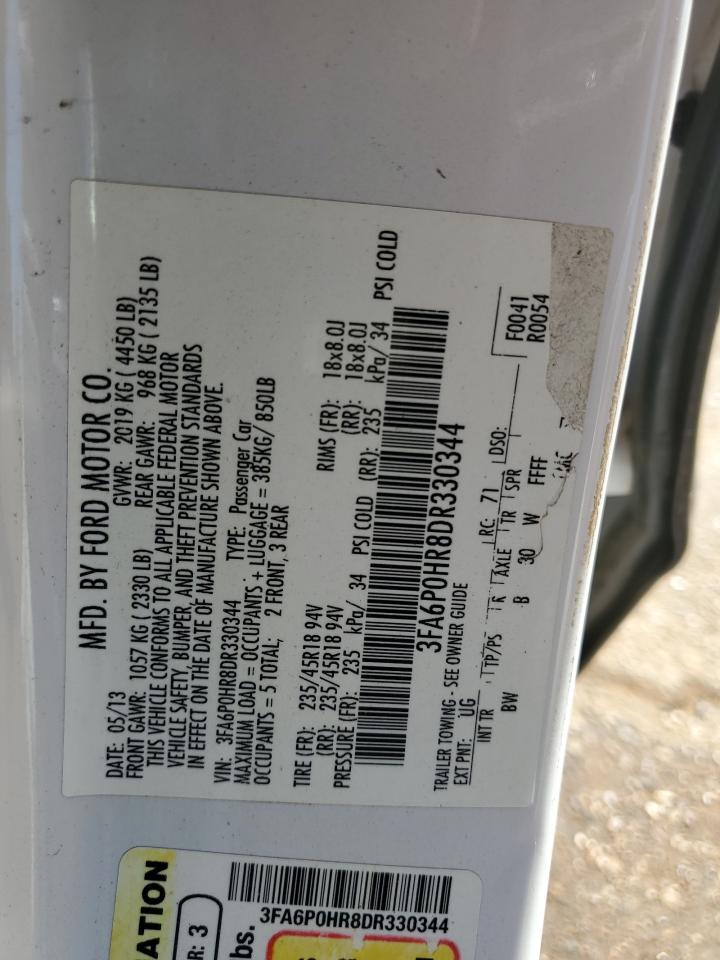 MFD. BY FORD MOTOR CO.
DATE: 05/13 GVWR: 2019 KG ( 4450 LB)
FRONT GAWR: 1057 KG ( 2330 LB) REAR GAWR: 968 KG ( 2135 LB)
THIS VEHICLE CONFORMS TO ALL APPLICABLE FEDERAL MOTOR
VEHICLE SAFETY, BUMPER, AND THEFT PREVENTION STANDARDS
IN EFFECT ON THE DATE OF MANUFACTURE SHOWN ABOVE.
VIN: 3FA6P0HR8DR330344 TYPE: Passenger Car
MAXIMUM LOAD = OCCUPANTS + LUGGAGE = 385KG/ 850LB
OCCUPANTS = 5 TOTAL; 2 FRONT, 3 REAR
TIRE (FR): 235/45R18 94V RIMS (FR): 18x8.0J
(RR): 235/45R18 94V (RR): 18x8.0J
PRESSURE (FR): 235 kPa/ 34 PSI COLD (RR): 235 kPa/ 34 PSI COLD
3FA6P0HR8DR330344
TRAILER TOWING - SEE OWNER GUIDE
EXT PNT: UG RC: 71 DSO:
INT TR TP/PS R AXLE TR SPR F0041
BW B 30 W FFFF R0054
ATION
R: 3
bs.
3FA6P0HR8DR330344